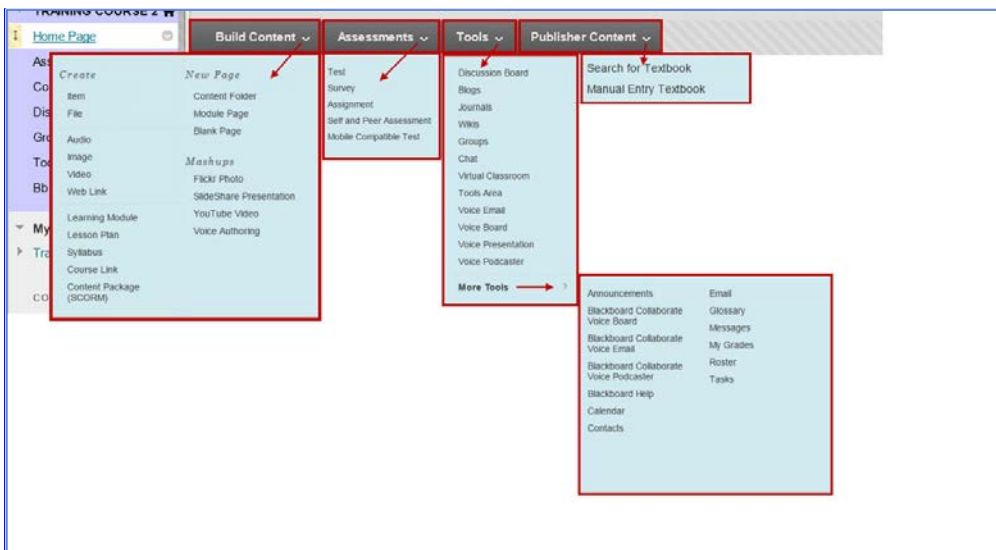 TRAINING COURSE 2
Home Page
Build Content
Assessments
Tools
Publisher Content
Ass
Co
Dis
Gro
Too
Bb
My
Tra
CO
Create
Item
File
Audio
Image
Video
Web Link
Learning Module
Lesson Plan
Syllabus
Course Link
Content Package
(SCORM)
New Page
Content Folder
Module Page
Blank Page
Mashups
Flickr Photo
SlideShare Presentation
YouTube Video
Voice Authoring
Test
Survey
Assignment
Self and Peer Assessment
Mobile Compatible Test
Discussion Board
Blogs
Journals
Wikis
Groups
Chat
Virtual Classroom
Tools Area
Voice Email
Voice Board
Voice Presentation
Voice Podcaster
More Tools
Search for Textbook
Manual Entry Textbook
Announcements
Blackboard Collaborate
Voice Board
Blackboard Collaborate
Voice Email
Blackboard Collaborate
Voice Podcaster
Blackboard Help
Calendar
Contacts
Email
Glossary
Messages
My Grades
Roster
Tasks